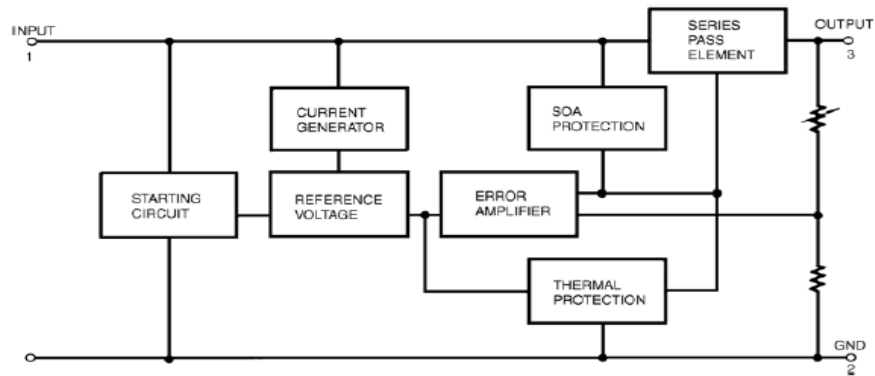 INPUT
1
SERIES
PASS
ELEMENT
OUTPUT
3
CURRENT
GENERATOR
SOA
PROTECTION
STARTING
CIRCUIT
REFERENCE
VOLTAGE
ERROR
AMPLIFIER
THERMAL
PROTECTION
GND
2